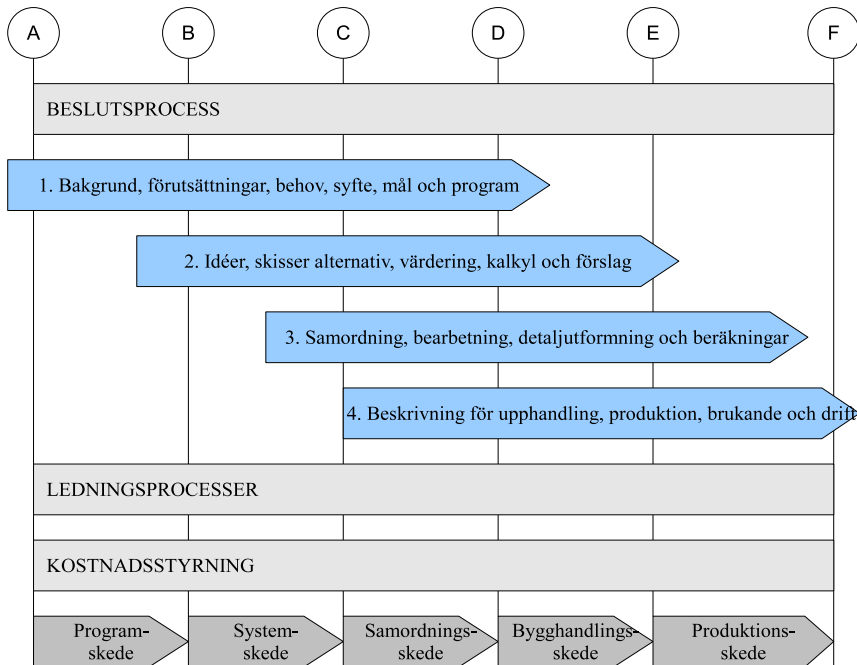 A B C D E F
BESLUTSPROCESS
1. Bakgrund, förutsättningar, behov, syfte, mål och program
2. Idéer, skisser alternativ, värdering, kalkyl och förslag
3. Samordning, bearbetning, detaljutformning och beräkningar
4. Beskrivning för upphandling, produktion, brukande och drift
LEDNINGSPROCESSER
KOSTNADSSTYRNING
Program-
skede
System-
skede
Samordnings-
skede
Bygghandlings-
skede
Produktions-
skede